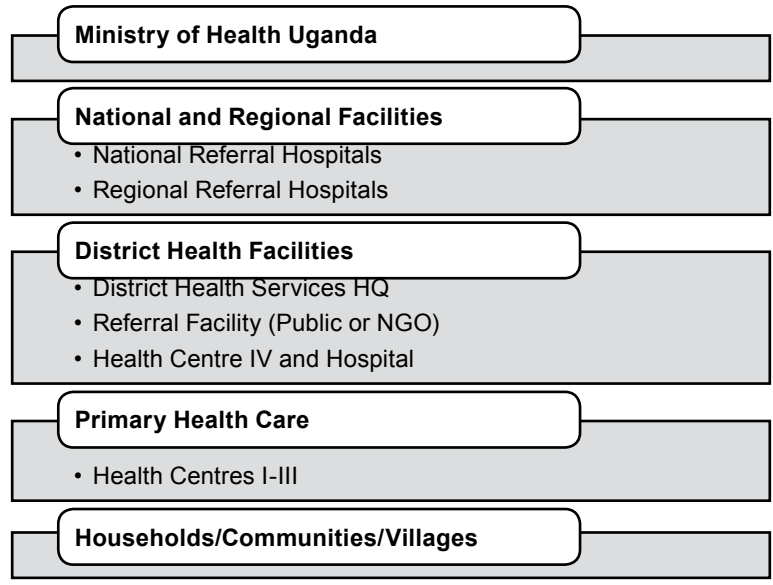 Ministry of Health Uganda
National and Regional Facilities
• National Referral Hospitals
• Regional Referral Hospitals
District Health Facilities
• District Health Services HQ
• Referral Facility (Public or NGO)
• Health Centre IV and Hospital
Primary Health Care
• Health Centres I-III
Households/Communities/Villages